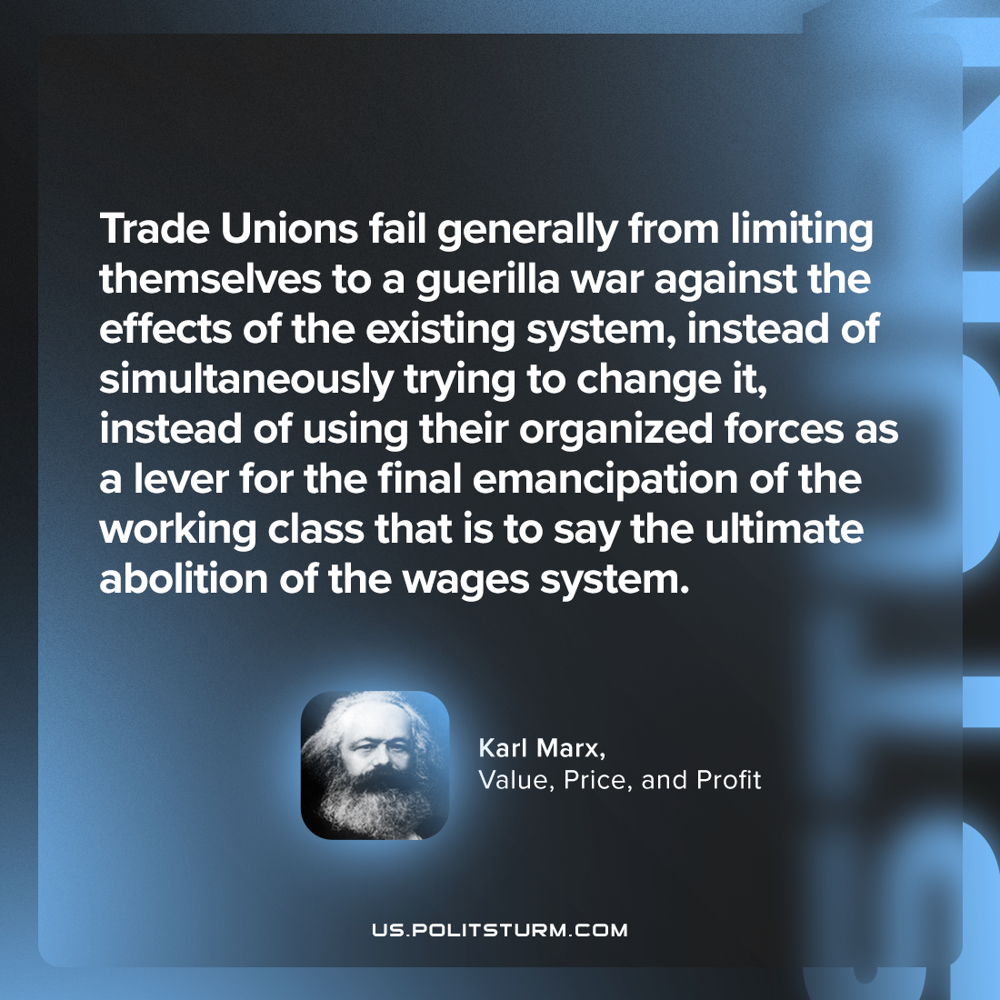 Trade Unions fail generally from limiting
themselves to a guerilla war against the
effects of the existing system, instead of
simultaneously trying to change it,
instead of using their organized forces as
a lever for the final emancipation of the
working class that is to say the ultimate
abolition of the wages system.
Karl Marx,
Value, Price, and Profit
US.POLITSTURM.COM